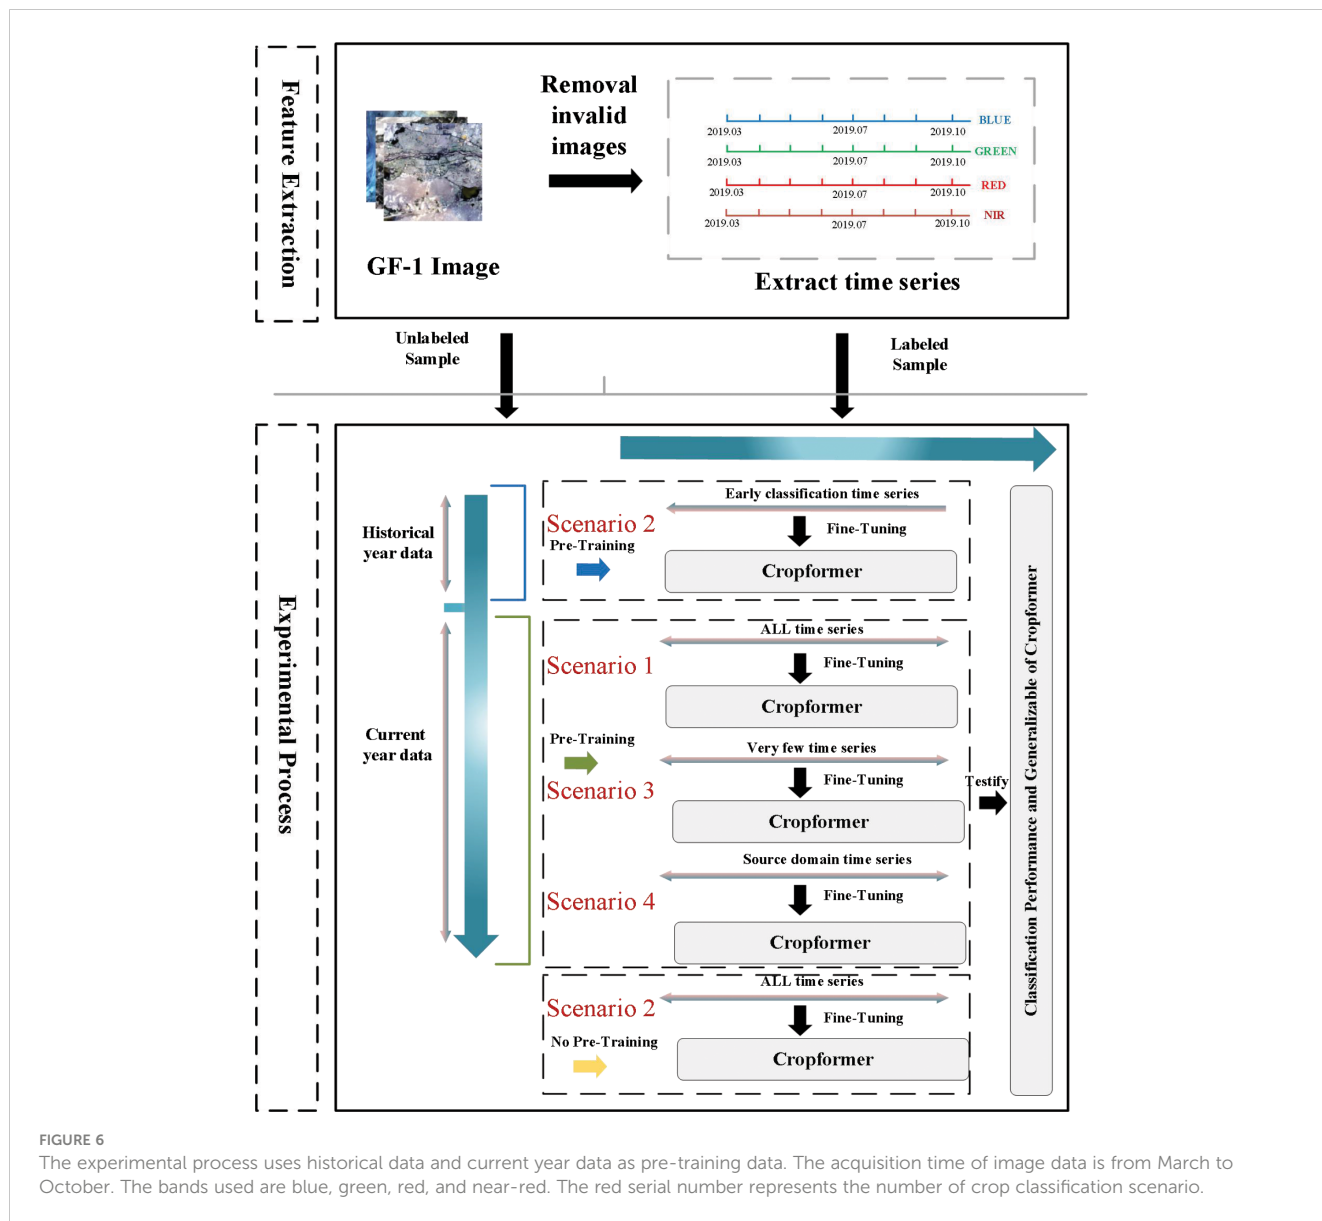 Feature Extraction
GF-1 Image
Removal
invalid
images
2019.03
2019.07
2019.10
BLUE
2019.03
2019.07
2019.10
GREEN
2019.03
2019.07
2019.10
RED
2019.03
2019.07
2019.10
NIR
Extract time series
Unlabeled
Sample
Labeled
Sample
Experimental Process
Historical
year data
Current
year data
Scenario 2
Pre-Training
Early classification time series
Fine-Tuning
Cropformer
Scenario 1
ALL time series
Fine-Tuning
Cropformer
Pre-Training
Scenario 3
Very few time series
Fine-Tuning
Cropformer
Scenario 4
Source domain time series
Fine-Tuning
Cropformer
Scenario 2
No Pre-Training
ALL time series
Fine-Tuning
Cropformer
Testify
Classification Performance and Generalizable of Cropformer
FIGURE 6
The experimental process uses historical data and current year data as pre-training data. The acquisition time of image data is from March to
October. The bands used are blue, green, red, and near-red. The red serial number represents the number of crop classification scenario.